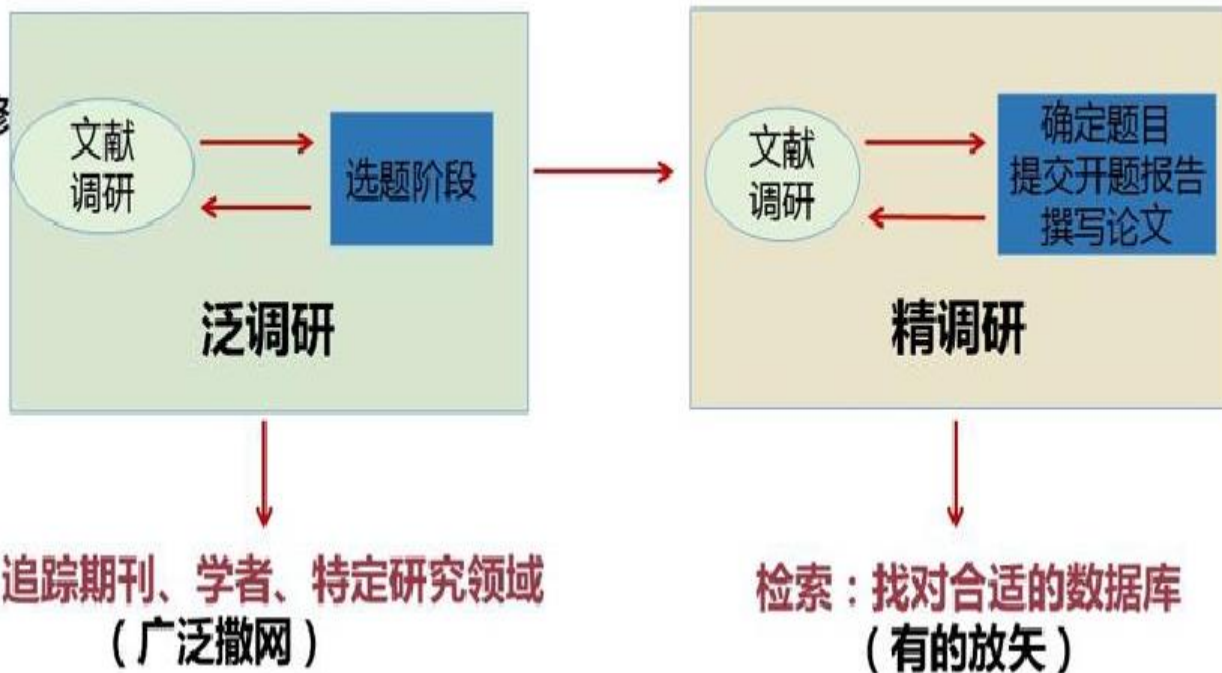 文献
调研
选题阶段
泛调研
追踪期刊、学者、特定研究领域
（广泛撒网）
文献
调研
确定题目
提交开题报告
撰写论文
精调研
检索：找对合适的数据库
（有的放矢）